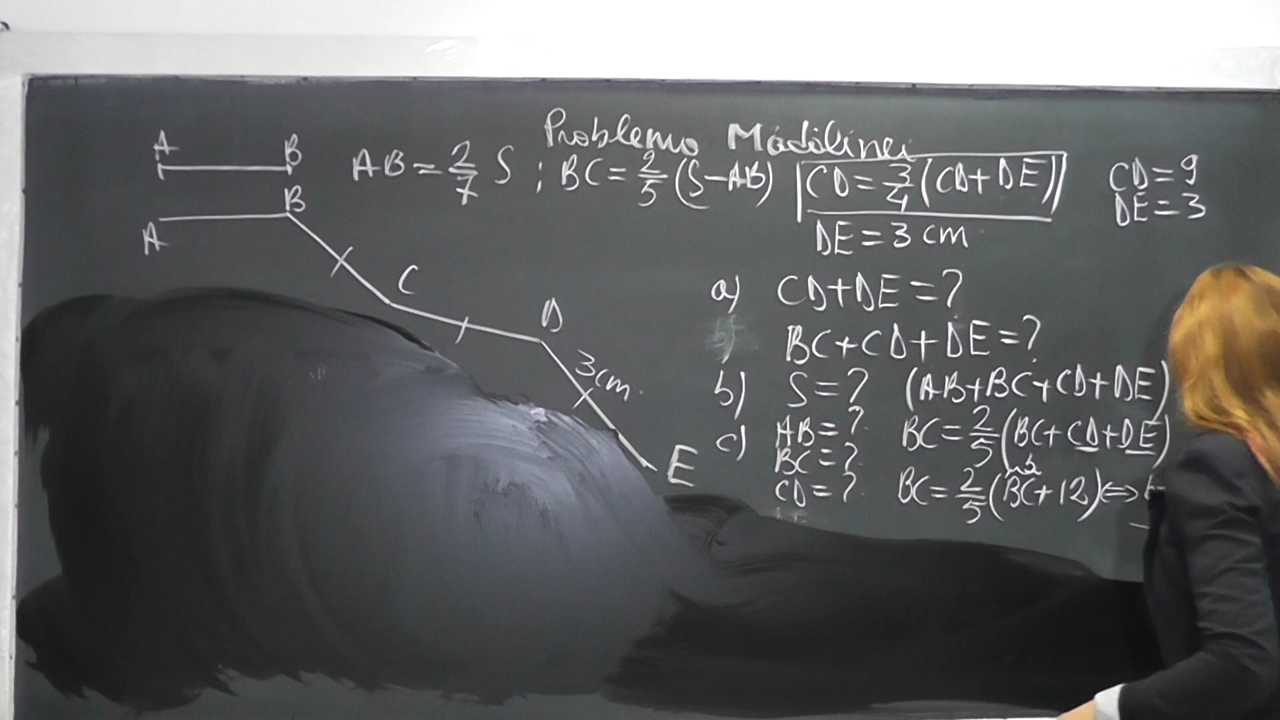 Problema Mădălinei
A B
AB = 2/7 S ; BC = 2/5 (S-AB) CD = 3/4 (CD+DE)
CD = 9
DE = 3
DE = 3 cm
A B
C
D
3 cm
E
a) CD+DE = ?
BC+CD+DE = ?
b) S = ? (AB+BC+CD+DE)
c) AB = ? BC = 2/5 (BC+CD+DE)
BC = ?
CD = ? BC = 2/5 (BC+12) ⇔